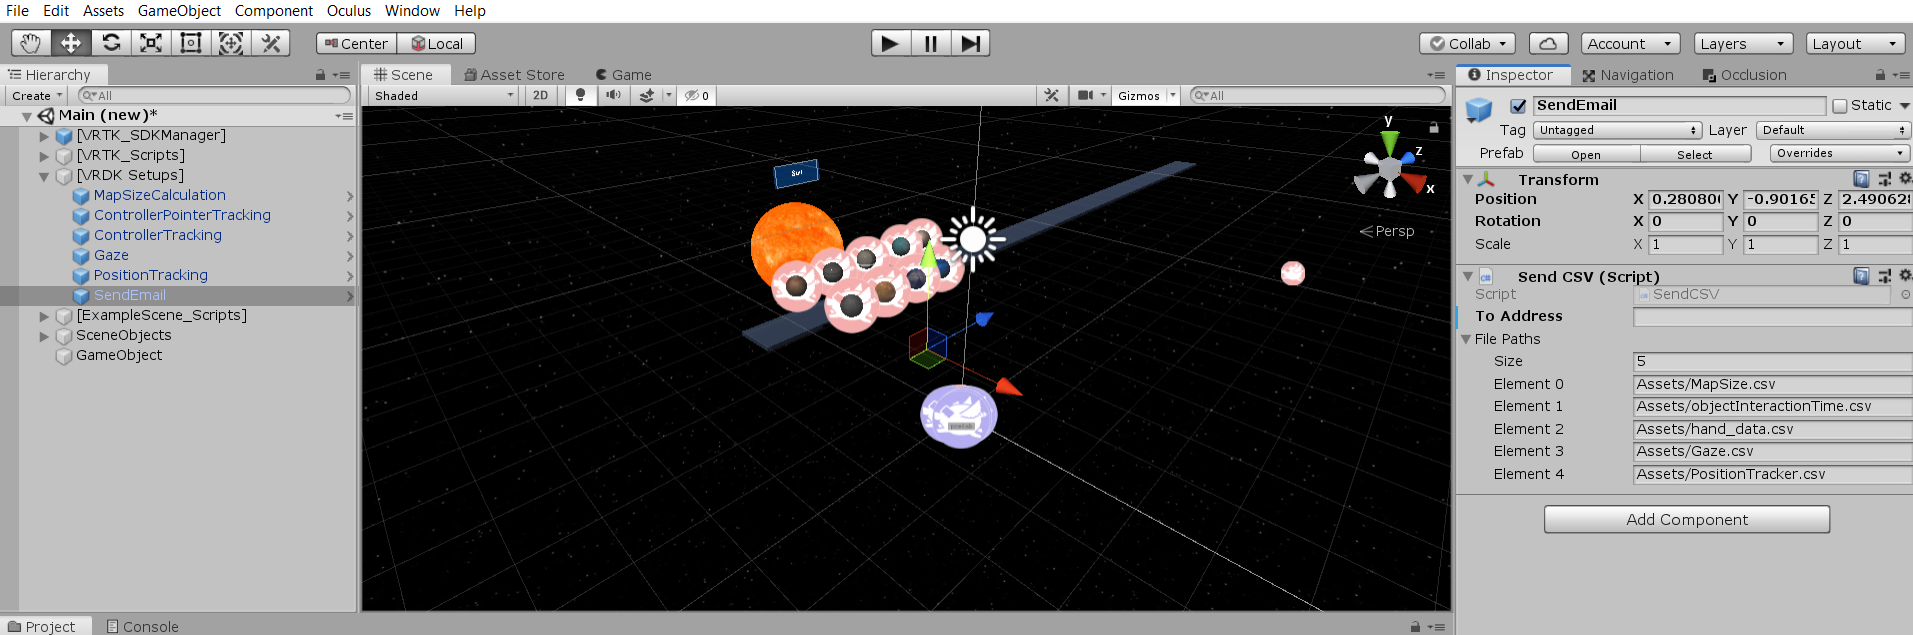 File Edit Assets GameObject Component Oculus Window Help
Center Local Collab Account Layers Layout
Hierarchy Scene Asset Store Game Inspector Navigation Occlusion
Create All Shaded 2D 0 Gizmos All
SendEmail Static
Main (new)*
Tag Untagged Layer Default
[VRTK_SDKManager]
[VRTK_Scripts]
Prefab Open Select Overrides
[VRDK Setups]
Transform
MapSizeCalculation
Position X 0.28080 Y -0.9016 Z 2.49062
ControllerPointerTracking
Rotation X 0 Y 0 Z 0
ControllerTracking
Scale X 1 Y 1 Z 1
Gaze
PositionTracking
Send CSV (Script)
SendEmail
Script SendCSV
[ExampleScene_Scripts]
To Address
SceneObjects
File Paths
GameObject
Size 5
Element 0 Assets/MapSize.csv
Element 1 Assets/objectInteractionTime.csv
Element 2 Assets/hand_data.csv
Element 3 Assets/Gaze.csv
Element 4 Assets/PositionTracker.csv
Add Component
y
z
x
Persp
Project Console